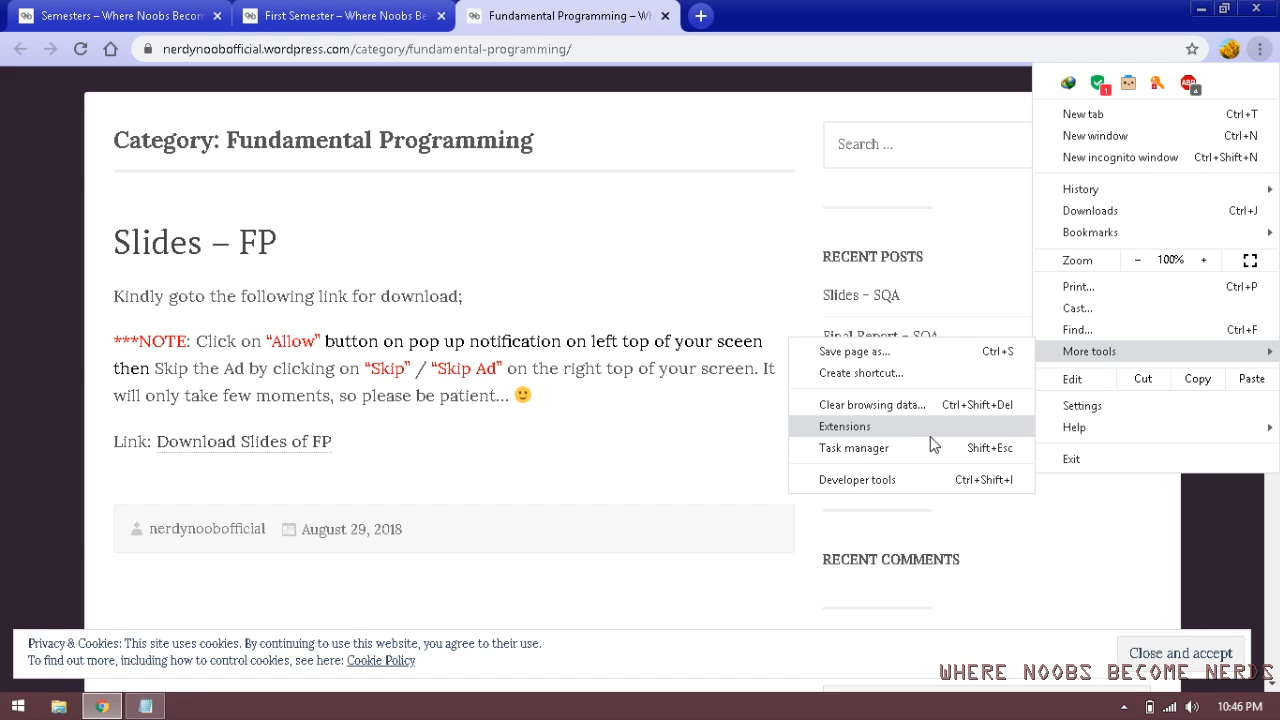 Semesters – Where Noobs Becom
First Semester – Where Noobs Be
Fundamental Programming – Wh
nerdynoobofficial.wordpress.com/category/fundamental-programming/
1
ABP
4
New tab Ctrl+T
New window Ctrl+N
New incognito window Ctrl+Shift+N
History
Downloads Ctrl+J
Bookmarks
Zoom – 100% +
Print... Ctrl+P
Cast...
Find... Ctrl+F
More tools
Edit Cut Copy Paste
Settings
Help
Exit
Save page as... Ctrl+S
Create shortcut...
Clear browsing data... Ctrl+Shift+Del
Extensions
Task manager Shift+Esc
Developer tools Ctrl+Shift+I
Category: Fundamental Programming
Slides – FP
Kindly goto the following link for download;
***NOTE: Click on “Allow” button on pop up notification on left top of your sceen
then Skip the Ad by clicking on “Skip” / “Skip Ad” on the right top of your screen. It
will only take few moments, so please be patient…
Link: Download Slides of FP
nerdynoobofficial August 29, 2018
Search …
RECENT POSTS
Slides – SQA
Final Report – SQA
RECENT COMMENTS
Privacy & Cookies: This site uses cookies. By continuing to use this website, you agree to their use.
To find out more, including how to control cookies, see here: Cookie Policy
Close and accept
WHERE NOOBS BECOME NERDS
10:46 PM